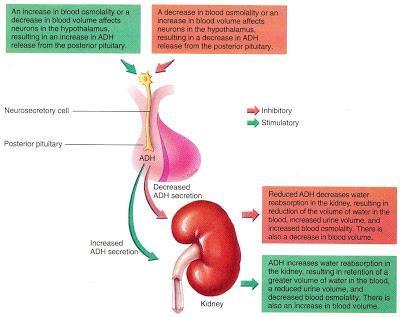 An increase in blood osmolality or a
decrease in blood volume affects
neurons in the hypothalamus,
resulting in an increase in ADH
release from the posterior pituitary.
A decrease in blood osmolality or an
increase in blood volume affects
neurons in the hypothalamus,
resulting in a decrease in ADH
release from the posterior pituitary.
Neurosecretory cell
Inhibitory
Stimulatory
Posterior pituitary
ADH
Decreased
ADH secretion
Reduced ADH decreases water
reabsorption in the kidney, resulting in
reduction of the volume of water in the
blood, increased urine volume, and
increased blood osmolality. There is
also a decrease in blood volume.
Increased
ADH secretion
ADH increases water reabsorption in
the kidney, resulting in retention of a
greater volume of water in the blood,
a reduced urine volume, and
decreased blood osmolality. There is
also an increase in blood volume.
Kidney